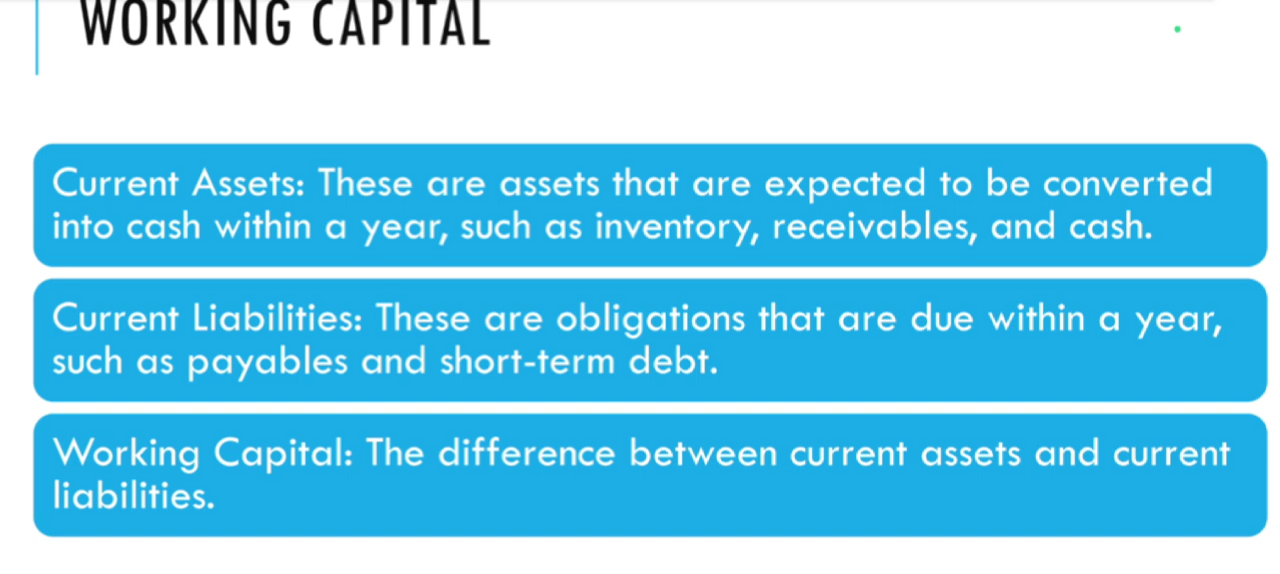 WORKING CAPITAL
Current Assets: These are assets that are expected to be converted
into cash within a year, such as inventory, receivables, and cash.
Current Liabilities: These are obligations that are due within a year,
such as payables and short-term debt.
Working Capital: The difference between current assets and current
liabilities.